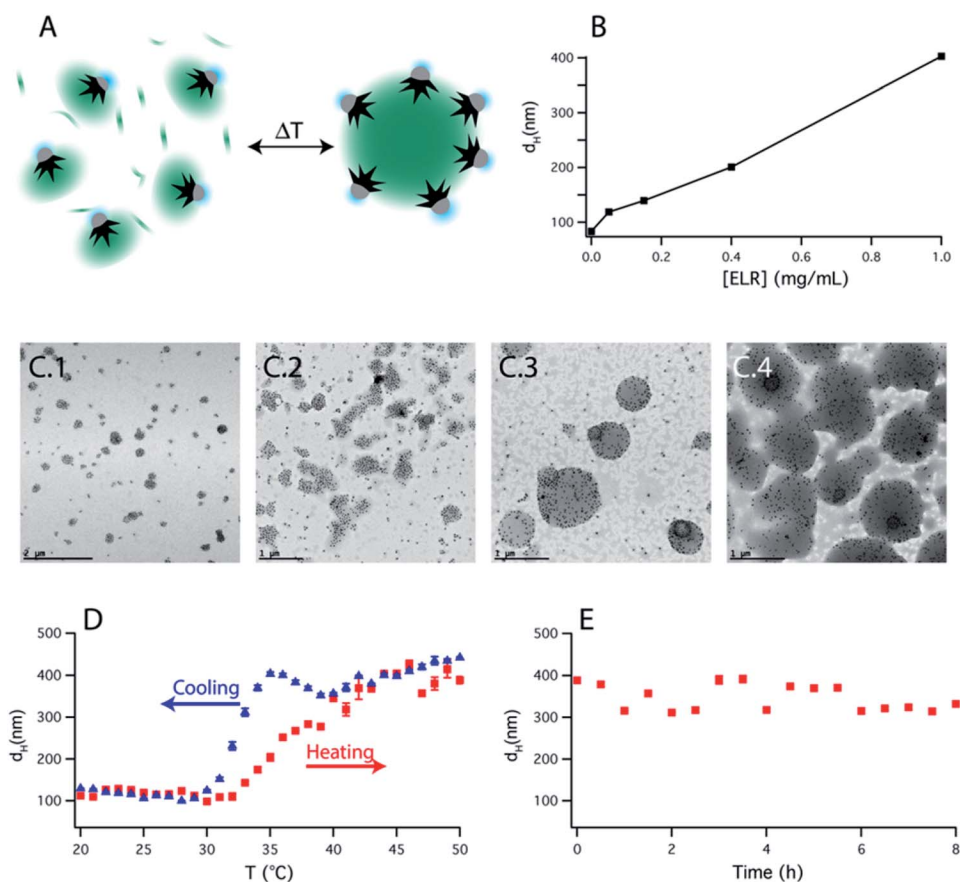 A
ΔT
B
d_H(nm)
400
300
200
100
0.0
0.2
0.4
0.6
0.8
1.0
[ELR] (mg/mL)
C.1
2 µm
C.2
1 µm
C.3
1 µm
C.4
1 µm
D
d_H(nm)
500
400
300
200
100
Cooling
Heating
20
25
30
35
40
45
50
T (°C)
E
d_H(nm)
500
400
300
200
100
0
2
4
6
8
Time (h)